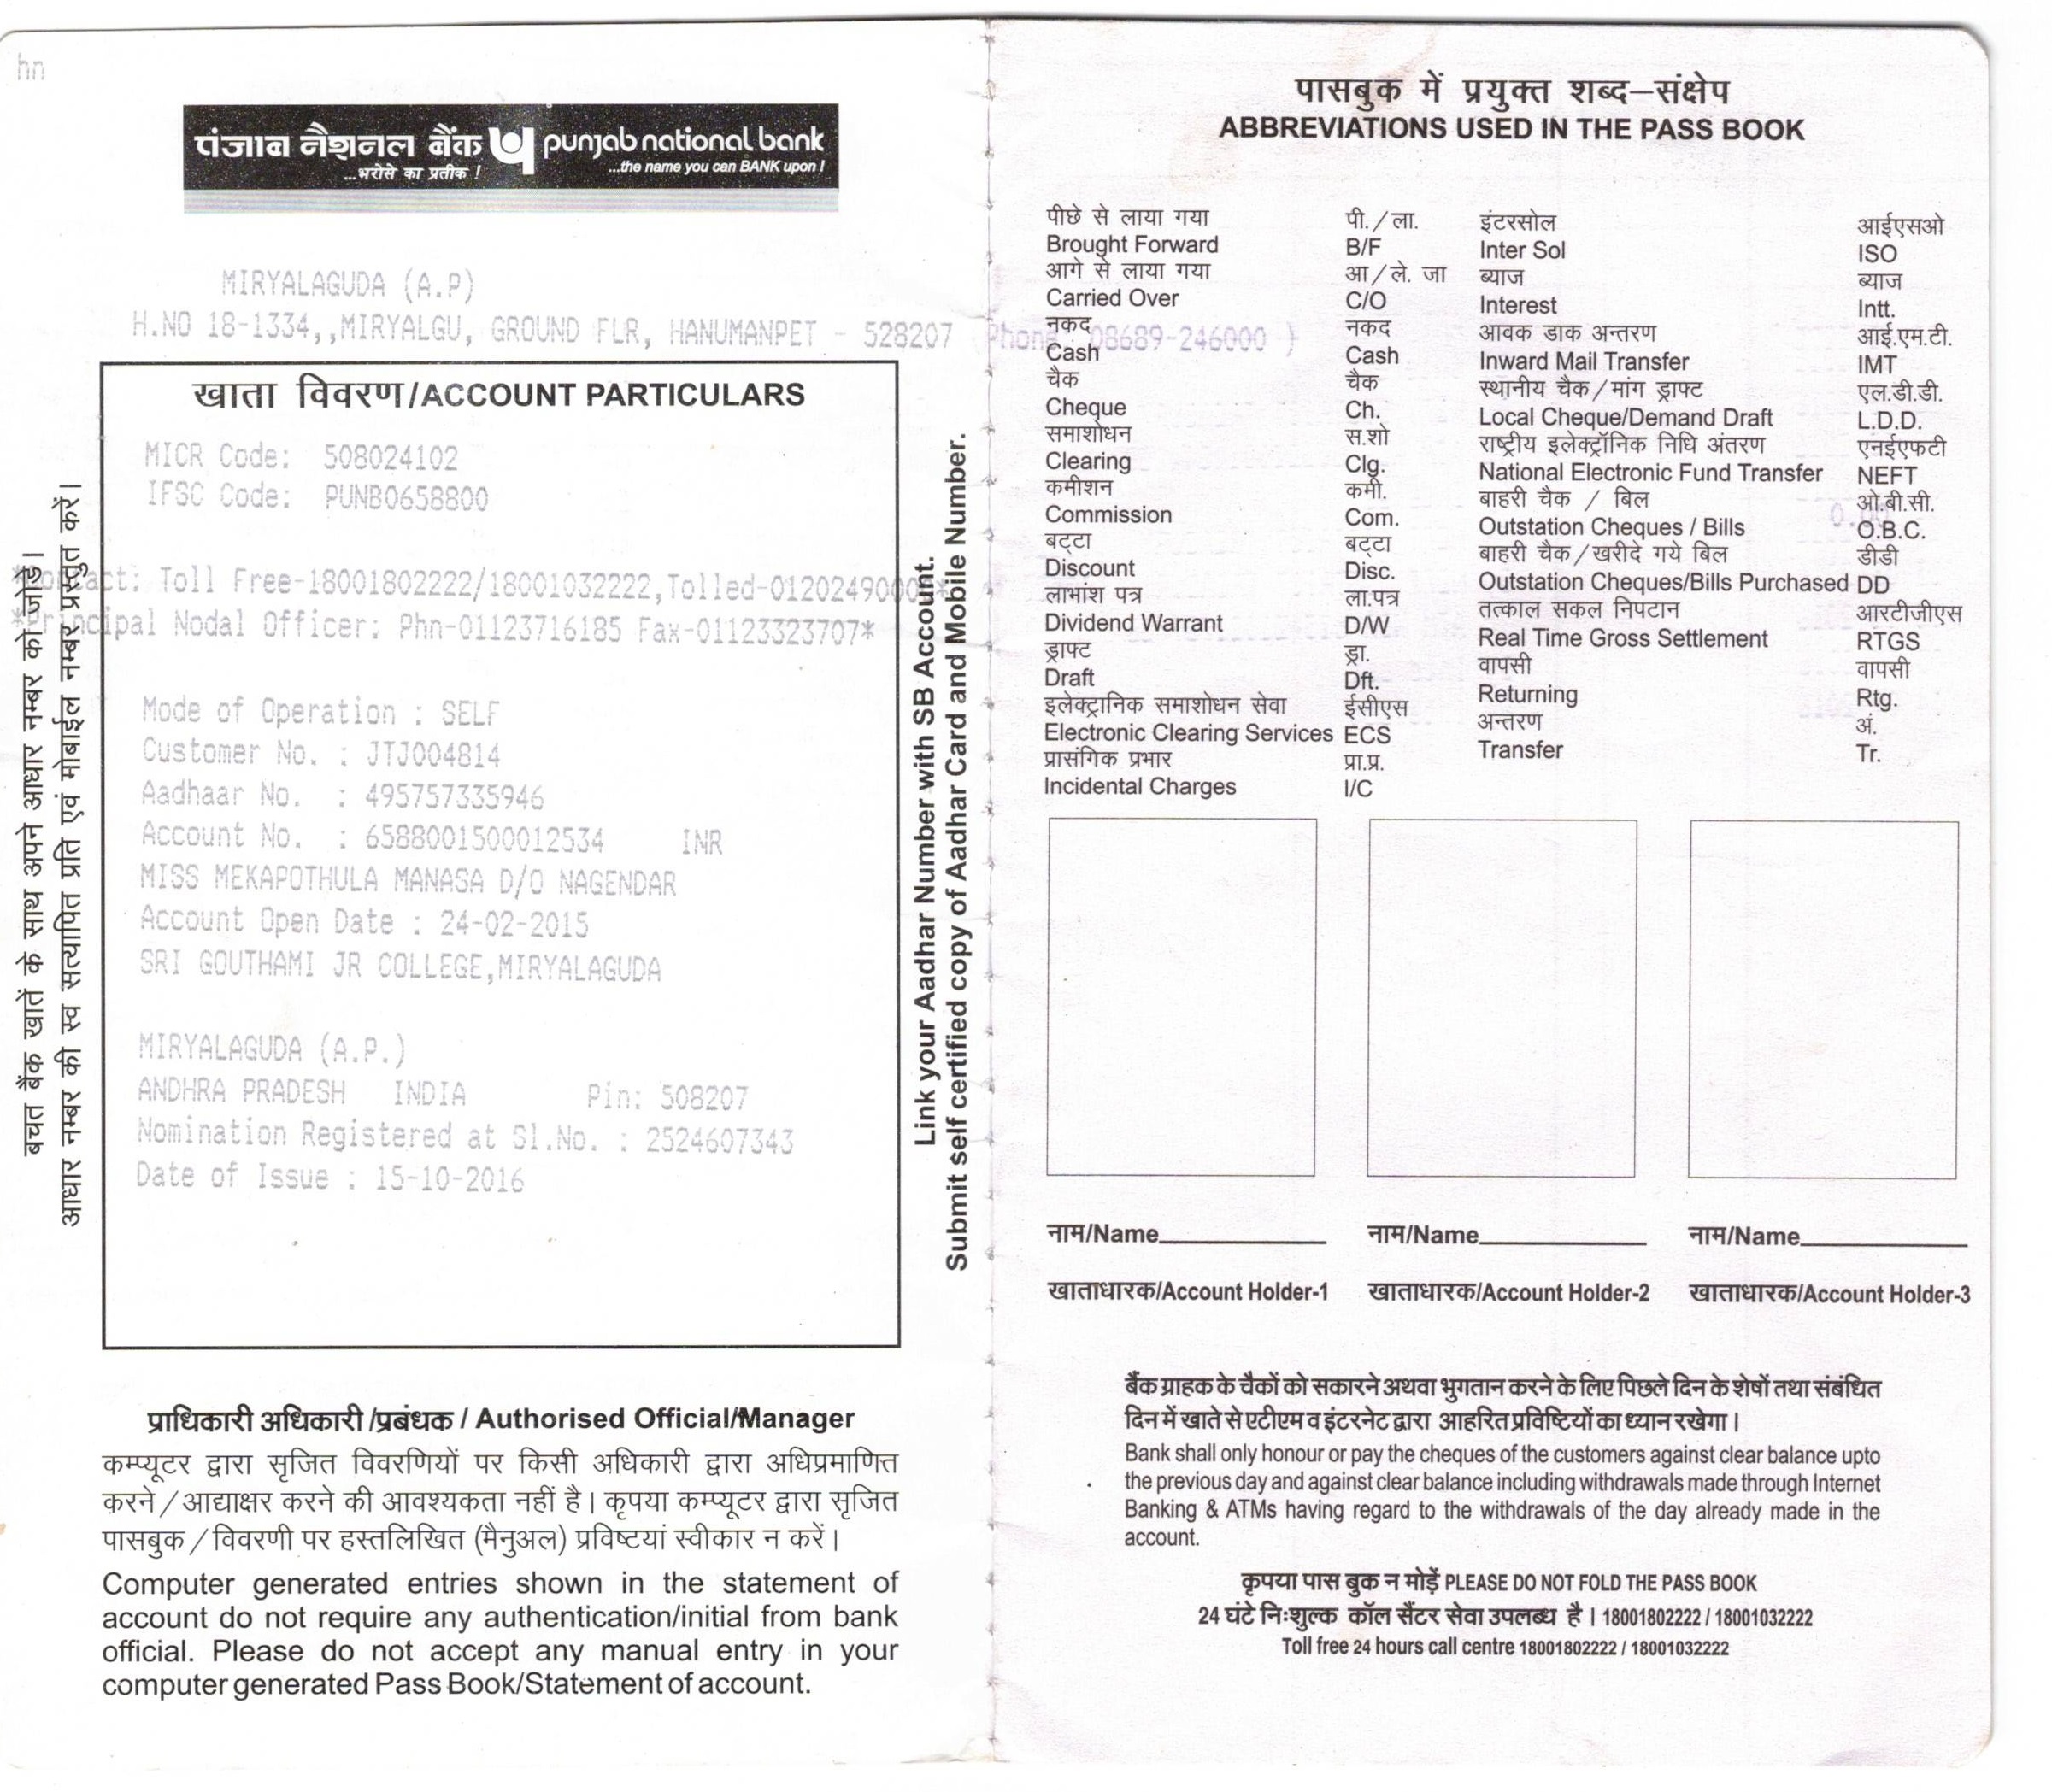 hn
पंजाब नैशनल बैंक punjab national bank
...भरोसे का प्रतीक ! ...the name you can BANK upon !
MIRYALAGUDA (A.P)
H.NO 18-1334,,MIRYALGU, GROUND FLR, HANUMANPET - 528207 (Phone 08689-246000 )
खाता विवरण/ACCOUNT PARTICULARS
MICR Code: 508024102
IFSC Code: PUNB0658800
*Contact: Toll Free-18001802222/18001032222,Tolled-01202490000*
*Principal Nodal Officer: Phn-01123716185 Fax-01123323707*
Mode of Operation : SELF
Customer No. : JTJ004814
Aadhaar No. : 495757335946
Account No. : 6588001500012534 INR
MISS MEKAPOTHULA MANASA D/O NAGENDAR
Account Open Date : 24-02-2015
SRI GOUTHAMI JR COLLEGE,MIRYALAGUDA
MIRYALAGUDA (A.P.)
ANDHRA PRADESH INDIA Pin: 508207
Nomination Registered at Sl.No. : 2524607343
Date of Issue : 15-10-2016
बचत बैंक खातें के साथ अपने आधार नम्बर को जोड़े।
आधार नम्बर की स्व सत्यापित प्रति एवं मोबाईल नम्बर प्रस्तुत करें।
Link your Aadhar Number with SB Account.
Submit self certified copy of Aadhar Card and Mobile Number.
प्राधिकारी अधिकारी/प्रबंधक / Authorised Official/Manager
कम्प्यूटर द्वारा सृजित विवरणियों पर किसी अधिकारी द्वारा अधिप्रमाणित
करने/आद्याक्षर करने की आवश्यकता नहीं है। कृपया कम्प्यूटर द्वारा सृजित
पासबुक/विवरणी पर हस्तलिखित (मैनुअल) प्रविष्टयां स्वीकार न करें।
Computer generated entries shown in the statement of
account do not require any authentication/initial from bank
official. Please do not accept any manual entry in your
computer generated Pass Book/Statement of account.
पासबुक में प्रयुक्त शब्द–संक्षेप
ABBREVIATIONS USED IN THE PASS BOOK
पीछे से लाया गया पी./ला.
Brought Forward B/F
आगे से लाया गया आ/ले. जा
Carried Over C/O
नकद नकद
Cash Cash
चैक चैक
Cheque Ch.
समाशोधन स.शो
Clearing Clg.
कमीशन कमी.
Commission Com.
बट्टा बट्टा
Discount Disc.
लाभांश पत्र ला.पत्र
Dividend Warrant D/W
ड्राफ्ट ड्रा.
Draft Dft.
इलेक्ट्रानिक समाशोधन सेवा ईसीएस
Electronic Clearing Services ECS
प्रासंगिक प्रभार प्रा.प्र.
Incidental Charges I/C
इंटरसोल आईएसओ
Inter Sol ISO
ब्याज ब्याज
Interest Intt.
आवक डाक अन्तरण आई.एम.टी.
Inward Mail Transfer IMT
स्थानीय चैक/मांग ड्राफ्ट एल.डी.डी.
Local Cheque/Demand Draft L.D.D.
राष्ट्रीय इलेक्ट्रॉनिक निधि अंतरण एनईएफटी
National Electronic Fund Transfer NEFT
बाहरी चैक / बिल ओ.बी.सी.
Outstation Cheques / Bills O.B.C.
बाहरी चैक/खरीदे गये बिल डीडी
Outstation Cheques/Bills Purchased DD
तत्काल सकल निपटान आरटीजीएस
Real Time Gross Settlement RTGS
वापसी वापसी
Returning Rtg.
अन्तरण अं.
Transfer Tr.
नाम/Name नाम/Name नाम/Name
खाताधारक/Account Holder-1 खाताधारक/Account Holder-2 खाताधारक/Account Holder-3
बैंक ग्राहक के चैकों को सकारने अथवा भुगतान करने के लिए पिछले दिन के शेषों तथा संबंधित
दिन में खाते से एटीएम व इंटरनेट द्वारा आहरित प्रविष्टियों का ध्यान रखेगा।
Bank shall only honour or pay the cheques of the customers against clear balance upto
the previous day and against clear balance including withdrawals made through Internet
Banking & ATMs having regard to the withdrawals of the day already made in the
account.
कृपया पास बुक न मोड़ें PLEASE DO NOT FOLD THE PASS BOOK
24 घंटे निःशुल्क कॉल सैंटर सेवा उपलब्ध है। 18001802222 / 18001032222
Toll free 24 hours call centre 18001802222 / 18001032222